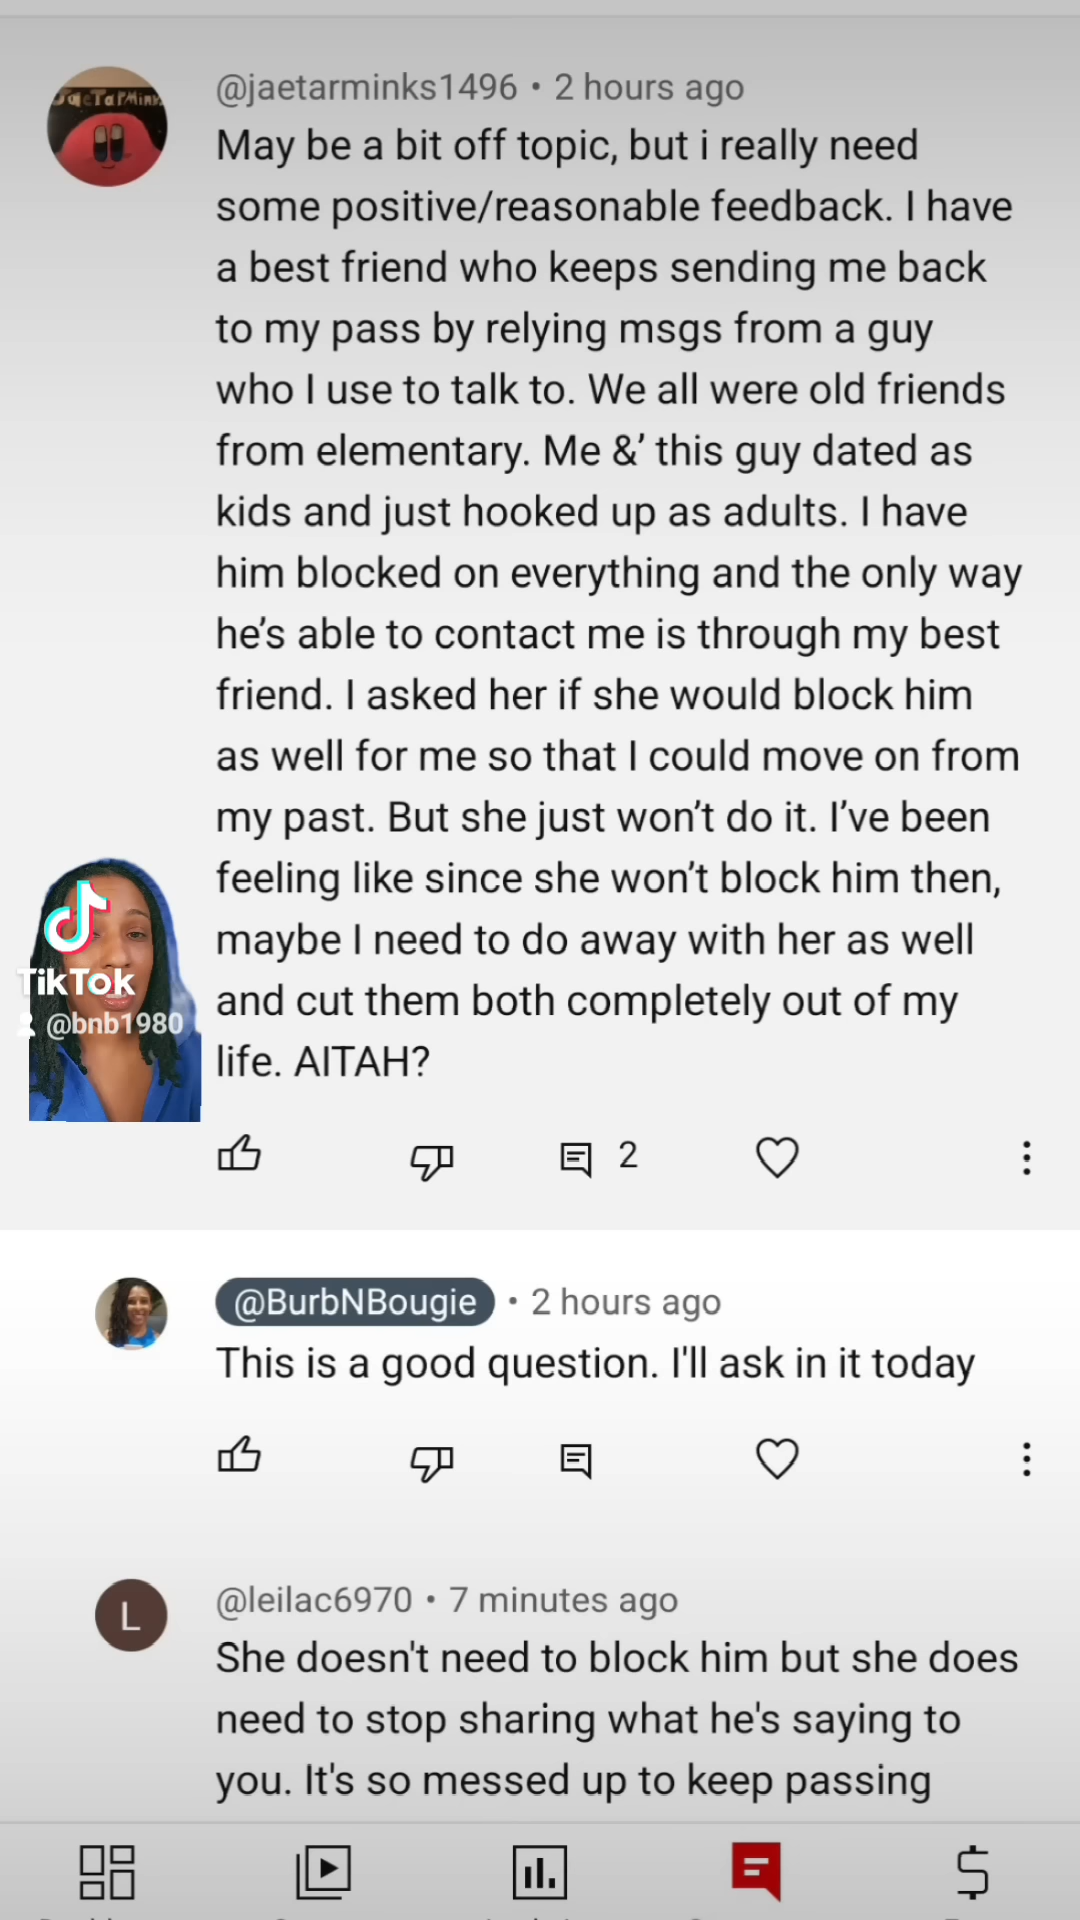 JaeTarMinks
@jaetarminks1496 • 2 hours ago
May be a bit off topic, but i really need
some positive/reasonable feedback. I have
a best friend who keeps sending me back
to my pass by relying msgs from a guy
who I use to talk to. We all were old friends
from elementary. Me &’ this guy dated as
kids and just hooked up as adults. I have
him blocked on everything and the only way
he’s able to contact me is through my best
friend. I asked her if she would block him
as well for me so that I could move on from
my past. But she just won’t do it. I’ve been
feeling like since she won’t block him then,
maybe I need to do away with her as well
and cut them both completely out of my
life. AITAH?
TikTok
@bnb1980
2
@BurbNBougie • 2 hours ago
This is a good question. I'll ask in it today
L
@leilac6970 • 7 minutes ago
She doesn't need to block him but she does
need to stop sharing what he's saying to
you. It's so messed up to keep passing